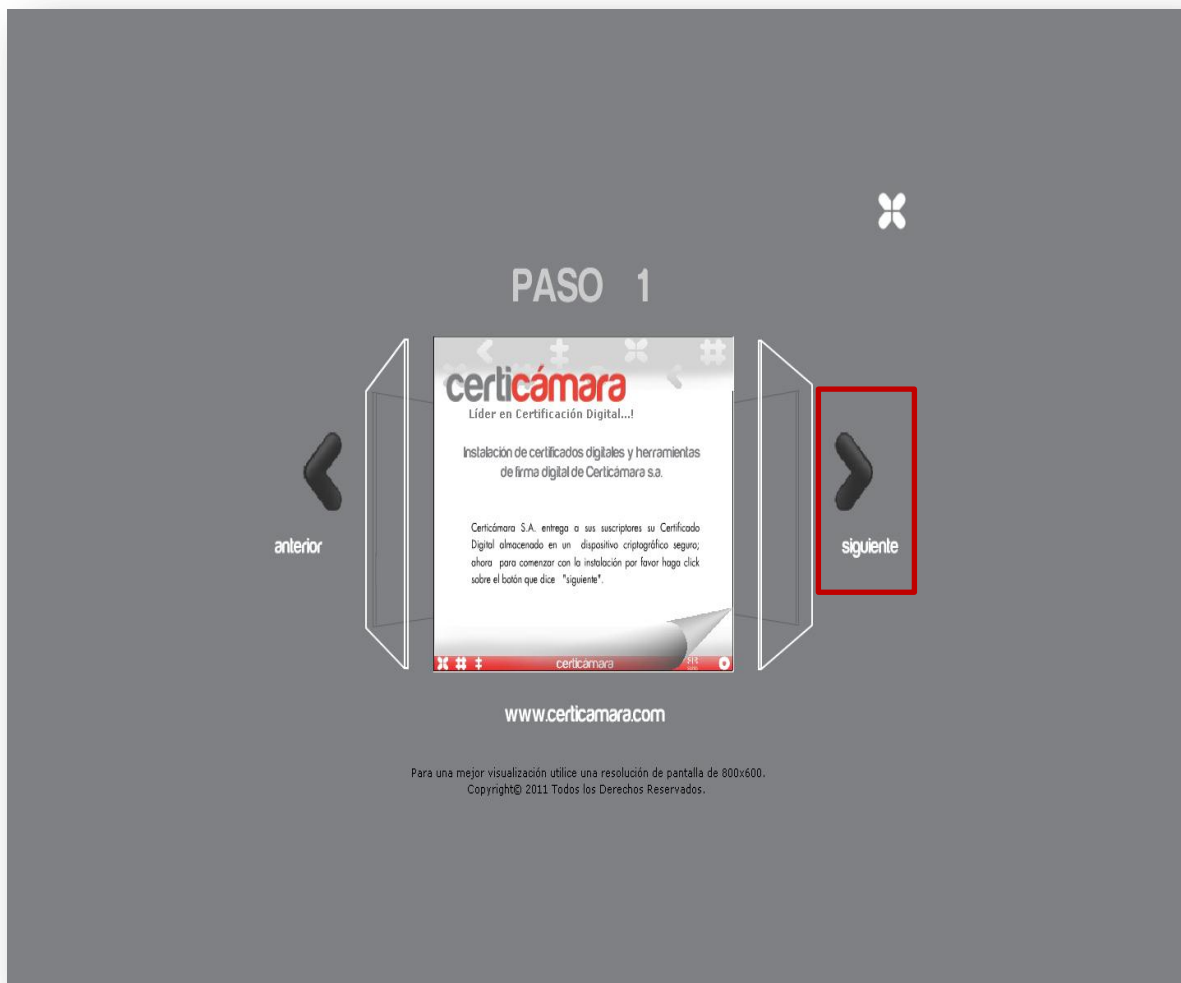 PASO 1
certicámara
Líder en Certificación Digital...!
Instalación de certificados digitales y herramientas
de firma digital de Certicámara s.a.
Certicámara S.A. entrega a sus suscriptores su Certificado
Digital almacenado en un dispositivo criptográfico seguro;
ahora para comenzar con la instalación por favor haga click
sobre el botón que dice "siguiente".
anterior
siguiente
certicámara
www.certicamara.com
Para una mejor visualización utilice una resolución de pantalla de 800x600.
Copyright© 2011 Todos los Derechos Reservados.